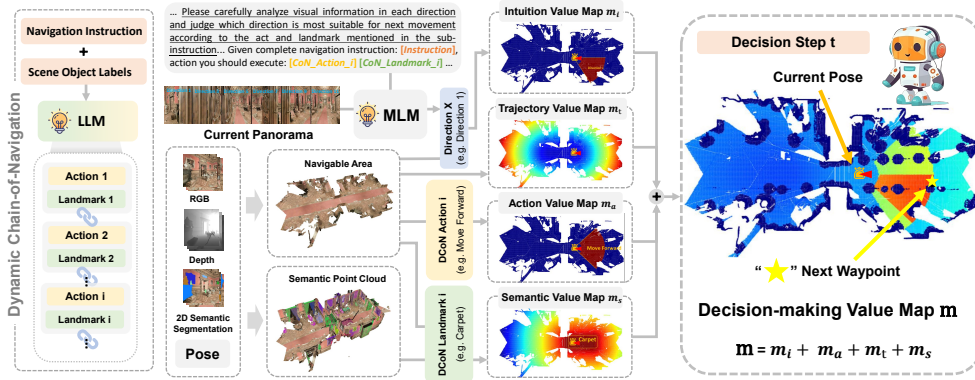 Dynamic Chain-of-Navigation
Navigation Instruction
+
Scene Object Labels
LLM
Action 1
Landmark 1
Action 2
Landmark 2
⋮
Action i
Landmark i
⋮
... Please carefully analyze visual information in each direction
and judge which direction is most suitable for next movement
according to the act and landmark mentioned in the sub-
instruction... Given complete navigation instruction: [Instruction],
action you should execute: [CoN_Action_i] [CoN_Landmark_i] ...
Current Panorama
MLM
Direction X
(e.g. Direction 1)
RGB
Depth
2D Semantic
Segmentation
Pose
Navigable Area
Semantic Point Cloud
DCoN Action i
(e.g. Move Forward)
DCoN Landmark i
(e.g. Carpet)
Intuition Value Map m_i
Trajectory Value Map m_t
Action Value Map m_a
Move Forward
Semantic Value Map m_s
Carpet
+
Decision Step t
Current Pose
“★” Next Waypoint
Decision-making Value Map m
m = m_i + m_a + m_t + m_s